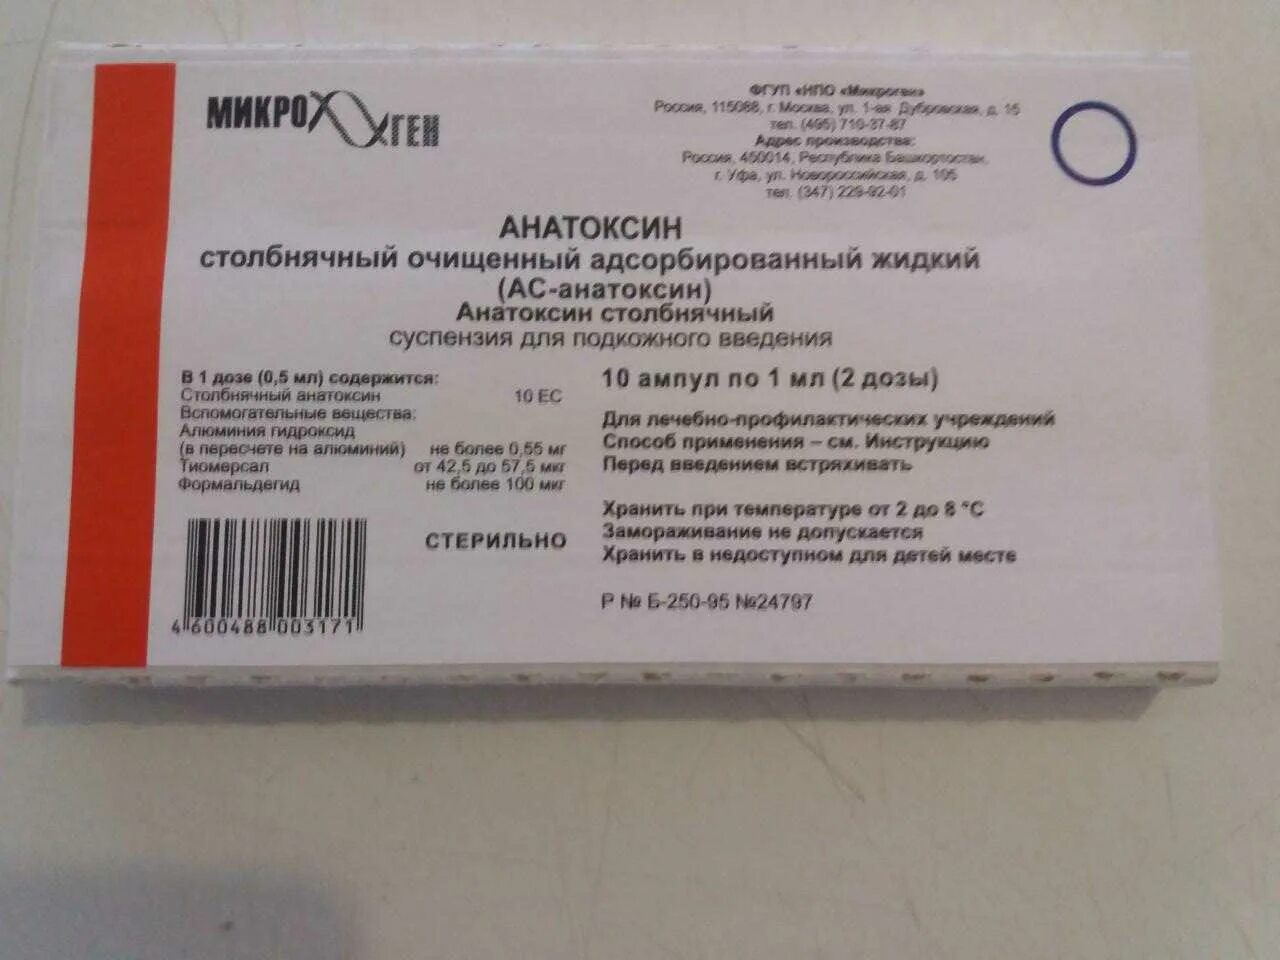 МИКРОГЕН
ФГУП «НПО «Микроген»
Россия, 115088, г. Москва, ул. 1-ая Дубровская, д. 15
тел. (495) 710-37-87
Адрес производства:
Россия, 450014, Республика Башкортостан,
г. Уфа, ул. Новороссийская, д. 105
тел. (347) 229-92-01
АНАТОКСИН
столбнячный очищенный адсорбированный жидкий
(АС-анатоксин)
Анатоксин столбнячный
суспензия для подкожного введения
В 1 дозе (0,5 мл) содержится:
Столбнячный анатоксин 10 ЕС
Вспомогательные вещества:
Алюминия гидроксид
(в пересчете на алюминий) не более 0,55 мг
Тиомерсал от 42,5 до 57,5 мкг
Формальдегид не более 100 мкг
СТЕРИЛЬНО
4 600488 003171
10 ампул по 1 мл (2 дозы)
Для лечебно-профилактических учреждений
Способ применения – см. Инструкцию
Перед введением встряхивать
Хранить при температуре от 2 до 8 °С
Замораживание не допускается
Хранить в недоступном для детей месте
Р № Б-250-95 №24797